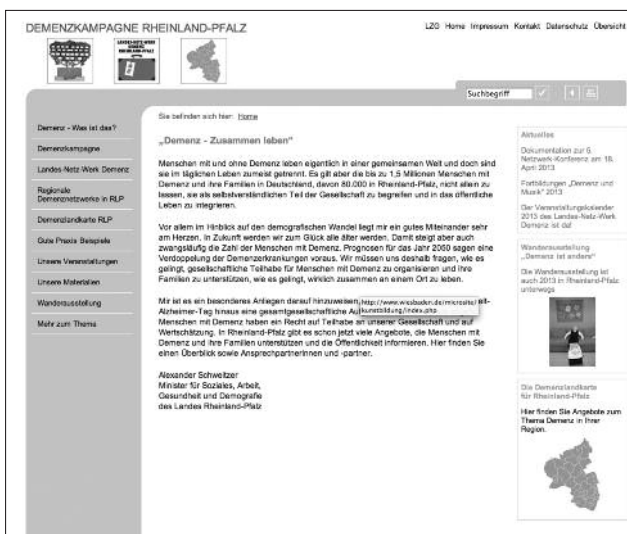 DEMENZKAMPAGNE RHEINLAND-PFALZ
LZG Home Impressum Kontakt Datenschutz Übersicht
Suchbegriff
Sie befinden sich hier: Home
Demenz - Was ist das?
Demenzkampagne
Landes-Netz-Werk Demenz
Regionale
Demenznetzwerke in RLP
Demenzlandkarte RLP
Gute Praxis Beispiele
Unsere Veranstaltungen
Unsere Materialien
Wanderausstellung
Mehr zum Thema
„Demenz - Zusammen leben"
Menschen mit und ohne Demenz leben eigentlich in einer gemeinsamen Welt und doch sind
sie im täglichen Leben zumeist getrennt. Es gilt aber die bis zu 1,5 Millionen Menschen mit
Demenz und ihre Familien in Deutschland, davon 80.000 in Rheinland-Pfalz, nicht allein zu
lassen, sie als selbstverständlichen Teil der Gesellschaft zu begreifen und in das öffentliche
Leben zu integrieren.
Vor allem im Hinblick auf den demografischen Wandel liegt mir ein gutes Miteinander sehr
am Herzen. In Zukunft werden wir zum Glück alle älter werden. Damit steigt aber auch
zwangsläufig die Zahl der Menschen mit Demenz. Prognosen für das Jahr 2050 sagen eine
Verdoppelung der Demenzerkrankungen voraus. Wir müssen uns deshalb fragen, wie es
gelingt, gesellschaftliche Teilhabe für Menschen mit Demenz zu organisieren und ihre
Familien zu unterstützen, wie es gelingt, wirklich zusammen an einem Ort zu leben.
Mir ist es ein besonderes Anliegen darauf hinzuweisen,
http://www.wiesbaden.de/microsite/
kunstbildung/index.php
Alzheimer-Tag hinaus eine gesamtgesellschaftliche
Menschen mit Demenz haben ein Recht auf Teilhabe an unserer Gesellschaft und auf
Wertschätzung. In Rheinland-Pfalz gibt es schon jetzt viele Angebote, die Menschen mit
Demenz und ihre Familien unterstützen und die Öffentlichkeit informieren. Hier finden Sie
einen Überblick sowie Ansprechpartnerinnen und -partner.
Alexander Schweitzer
Minister für Soziales, Arbeit,
Gesundheit und Demografie
des Landes Rheinland-Pfalz
Aktuelles
Dokumentation zur 6.
Netzwerk-Konferenz am 18.
April 2013
Fortbildungen „Demenz und
Musik" 2013
Der Veranstaltungskalender
2013 des Landes-Netz-Werk
Demenz ist da!
Wanderausstellung
„Demenz ist anders"
Die Wanderausstellung ist
auch 2013 in Rheinland-Pfalz
unterwegs
Die Demenzlandkarte
für Rheinland-Pfalz
Hier finden Sie Angebote zum
Thema Demenz in Ihrer
Region.